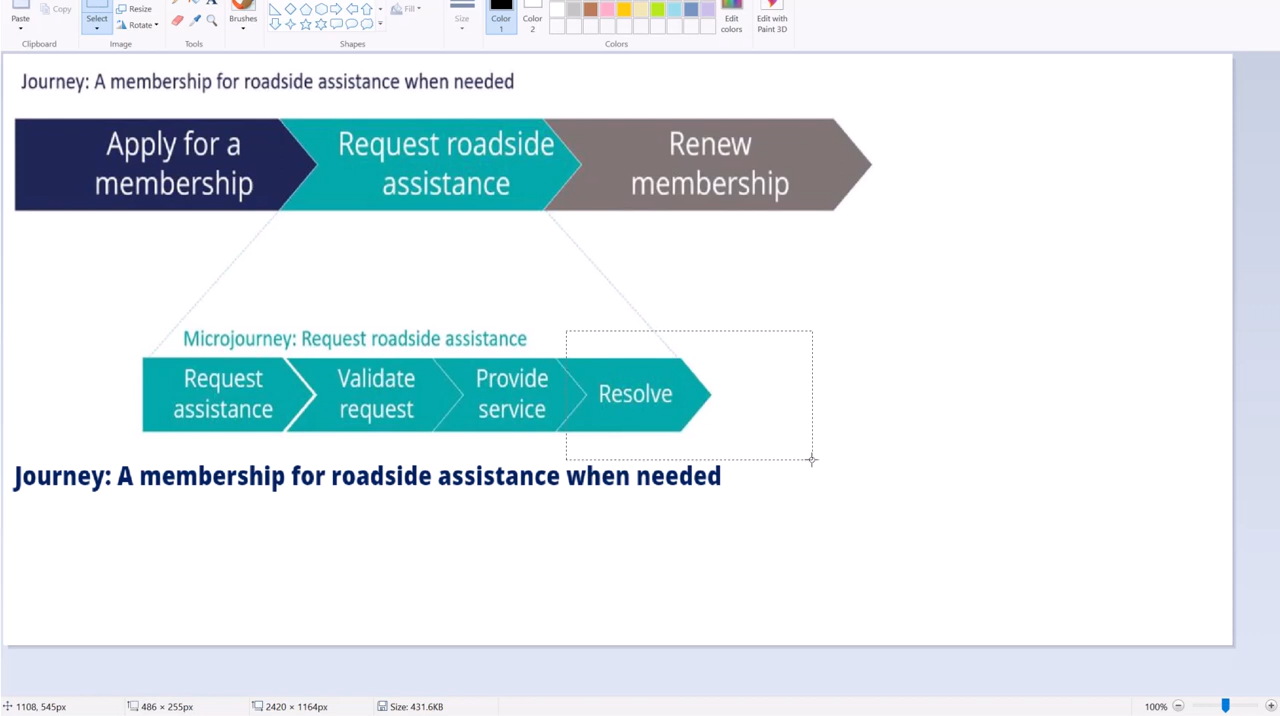 Paste
Copy
Select
Resize
Rotate
Brushes
Fill
Size
Color
1
Color
2
Edit
colors
Edit with
Paint 3D
Clipboard
Image
Tools
Shapes
Colors
Journey: A membership for roadside assistance when needed
Apply for a
membership
Request roadside
assistance
Renew
membership
Microjourney: Request roadside assistance
Request
assistance
Validate
request
Provide
service
Resolve
Journey: A membership for roadside assistance when needed
1108, 545px
486 × 255px
2420 × 1164px
Size: 431.6KB
100%